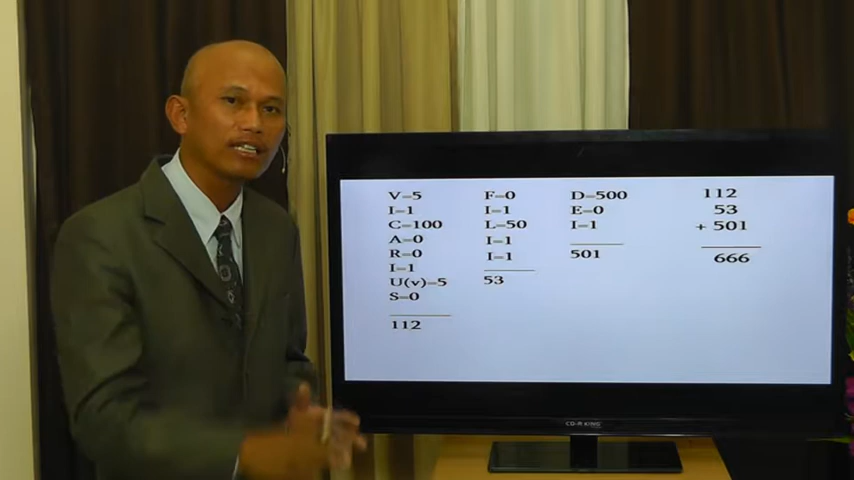 V=5
I=1
C=100
A=0
R=0
I=1
U(v)=5
S=0
112
F=0
I=1
L=50
I=1
I=1
53
D=500
E=0
I=1
501
112
53
+ 501
666
CD-R KING